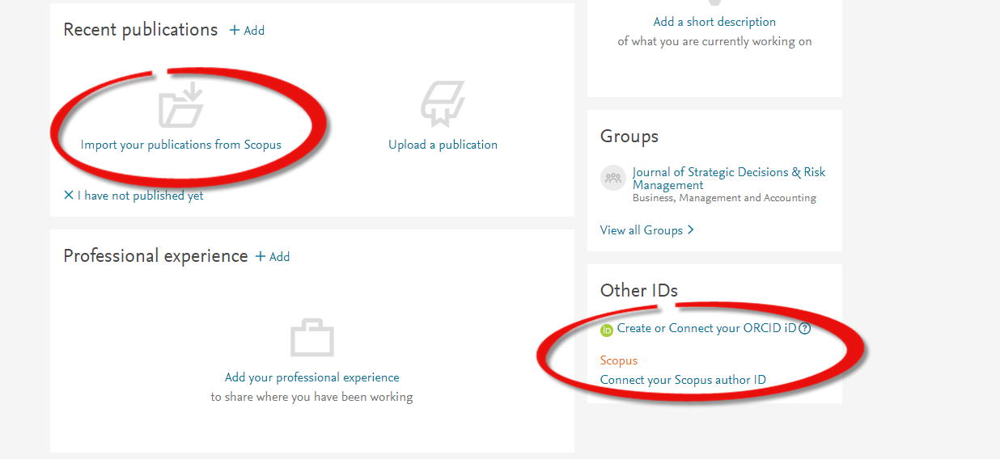 Recent publications + Add
Import your publications from Scopus
Upload a publication
× I have not published yet
Professional experience + Add
Add your professional experience
to share where you have been working
Add a short description
of what you are currently working on
Groups
Journal of Strategic Decisions & Risk
Management
Business, Management and Accounting
View all Groups >
Other IDs
iD Create or Connect your ORCID iD ?
Scopus
Connect your Scopus author ID